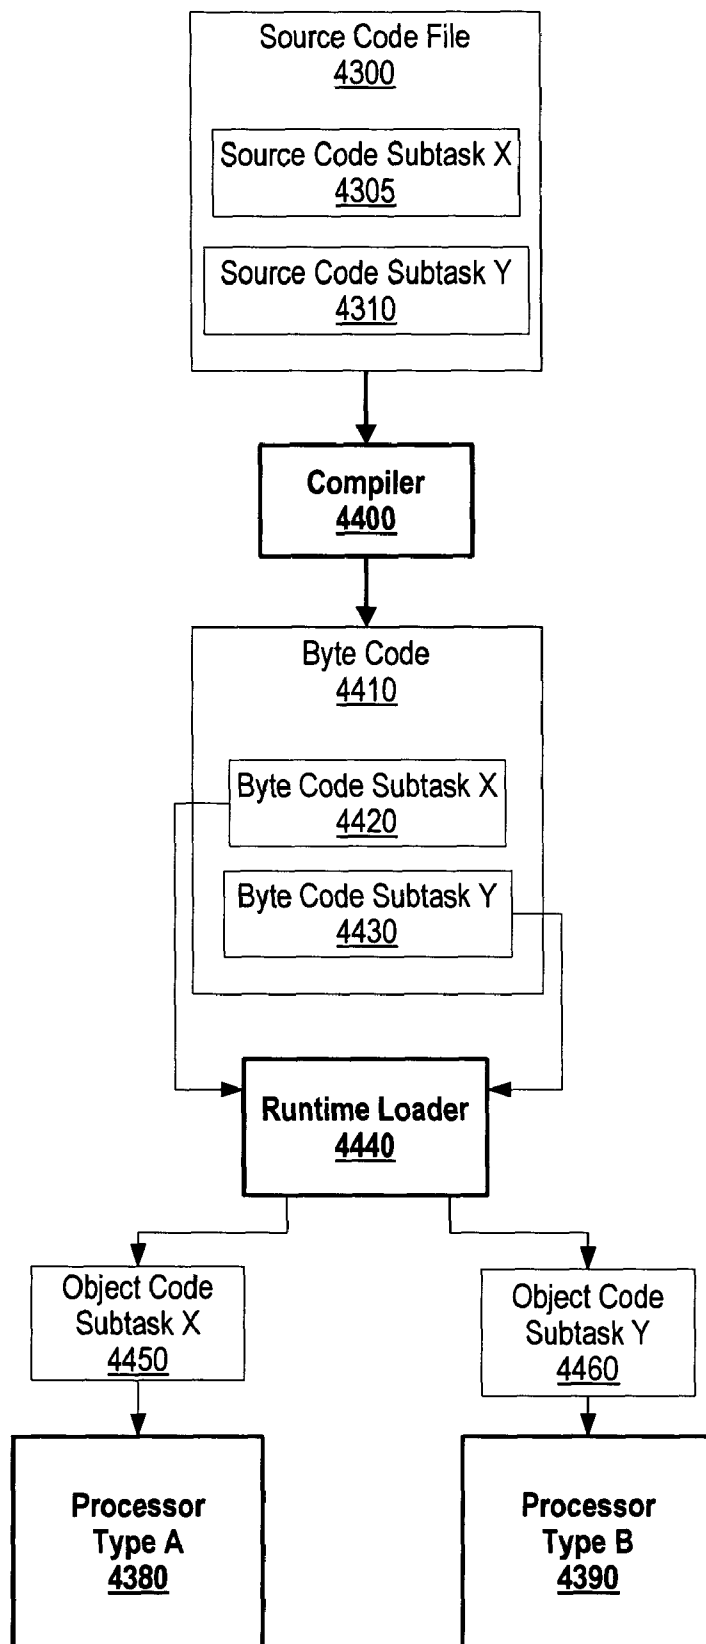 Source Code File
4300
Source Code Subtask X
4305
Source Code Subtask Y
4310
Compiler
4400
Byte Code
4410
Byte Code Subtask X
4420
Byte Code Subtask Y
4430
Runtime Loader
4440
Object Code
Subtask X
4450
Object Code
Subtask Y
4460
Processor
Type A
4380
Processor
Type B
4390